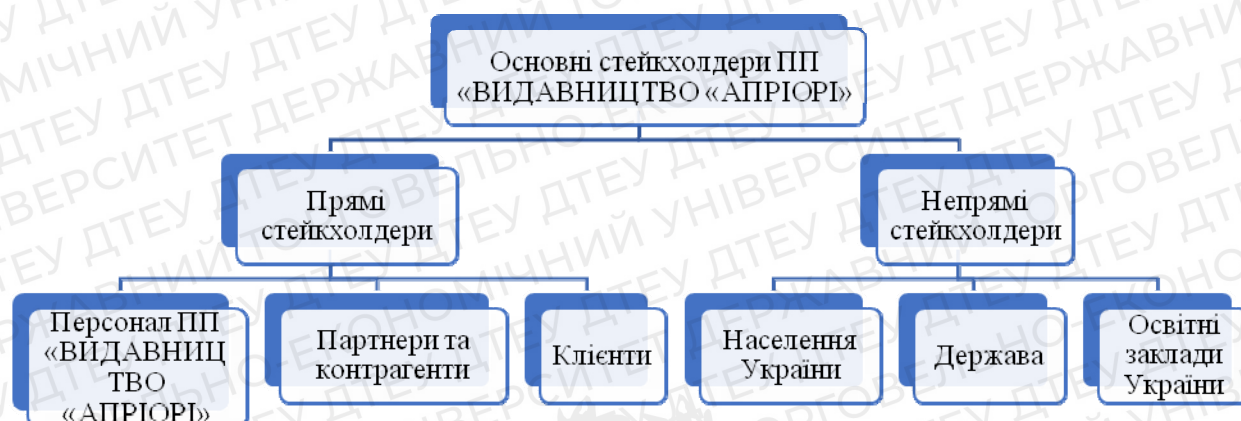 Основні стейкхолдери ПП
«ВИДАВНИЦТВО «АПРІОРІ»
Прямі
стейкхолдери
Непрямі
стейкхолдери
Персонал ПП
«ВИДАВНИЦ
ТВО
«АПРІОРІ»
Партнери та
контрагенти
Клієнти
Населення
України
Держава
Освітні
заклади
України